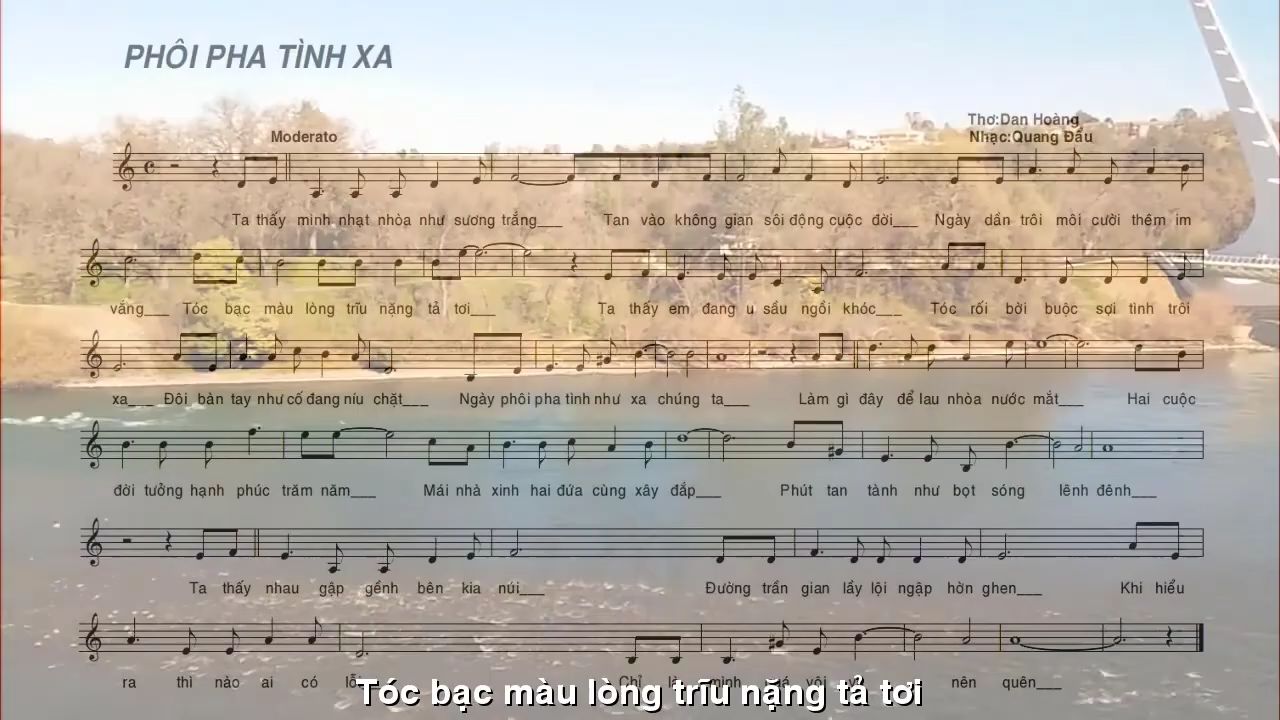 PHÔI PHA TÌNH XA
Thơ:Dan Hoàng
Moderato
Nhạc:Quang Đẩu
Ta thấy mình nhạt nhòa như sương trắng___ Tan vào không gian sôi động cuộc đời___ Ngày dần trôi môi cười thêm im
vắng___ Tóc bạc màu lòng trĩu nặng tả tơi___ Ta thấy em đang u sầu ngồi khóc___ Tóc rối bời buộc sợi tình trôi
xa___ Đôi bàn tay như cố đang níu chặt___ Ngày phôi pha tình như xa chúng ta___ Làm gì đây để lau nhòa nước mắt___ Hai cuộc
đời tưởng hạnh phúc trăm năm___ Mái nhà xinh hai đứa cùng xây đắp___ Phút tan tành như bọt sóng lênh đênh___
Ta thấy nhau gập gềnh bên kia núi___ Đường trần gian lầy lội ngập hờn ghen___ Khi hiểu
ra thì nào ai có Chỉ mình nên quên___
Tóc bạc màu lòng trĩu nặng tả tơi